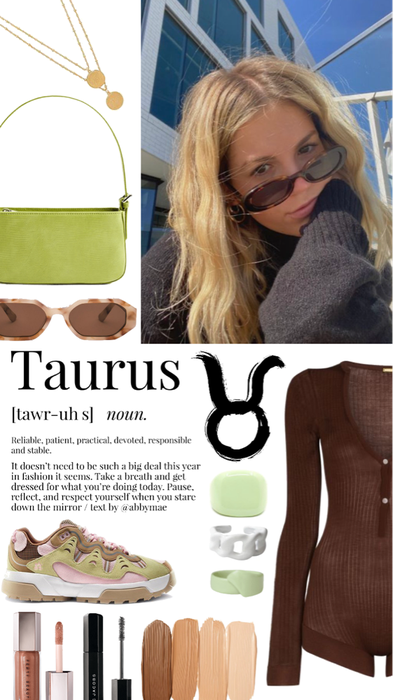 Taurus
[tawr-uh s] noun.
Reliable, patient, practical, devoted, responsible
and stable.
It doesn't need to be such a big deal this year
in fashion it seems. Take a breath and get
dressed for what you're doing today. Pause,
reflect, and respect yourself when you stare
down the mirror / text by @abbymae
JACOBS